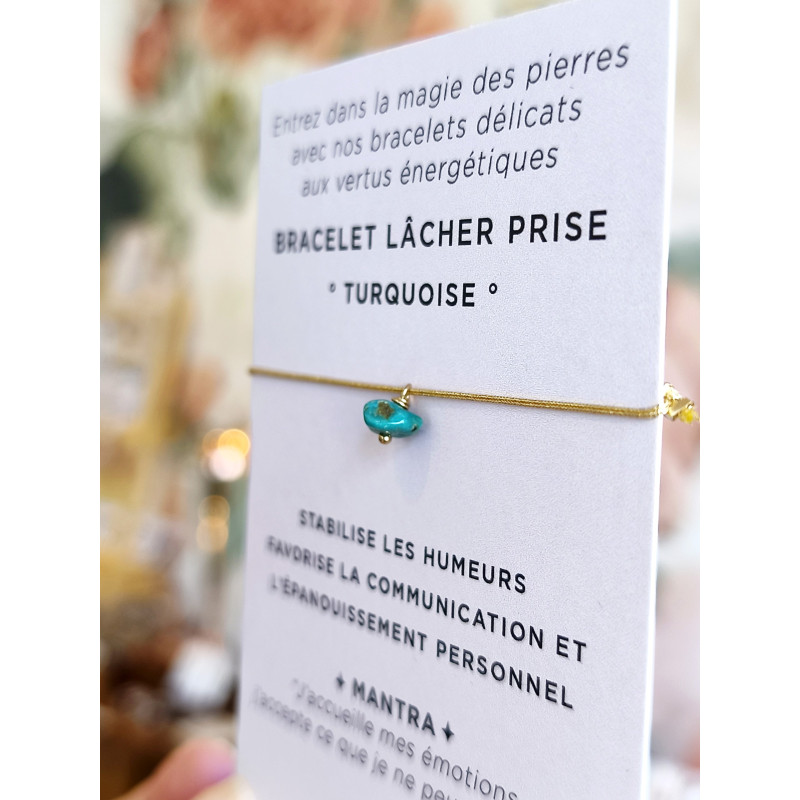 Entrez dans la magie des pierres
avec nos bracelets délicats
aux vertus énergétiques
BRACELET LÂCHER PRISE
° TURQUOISE °
STABILISE LES HUMEURS
FAVORISE LA COMMUNICATION ET
L'ÉPANOUISSEMENT PERSONNEL
✦ MANTRA ✦
"J'accueille mes émotions
j'accepte ce que je ne